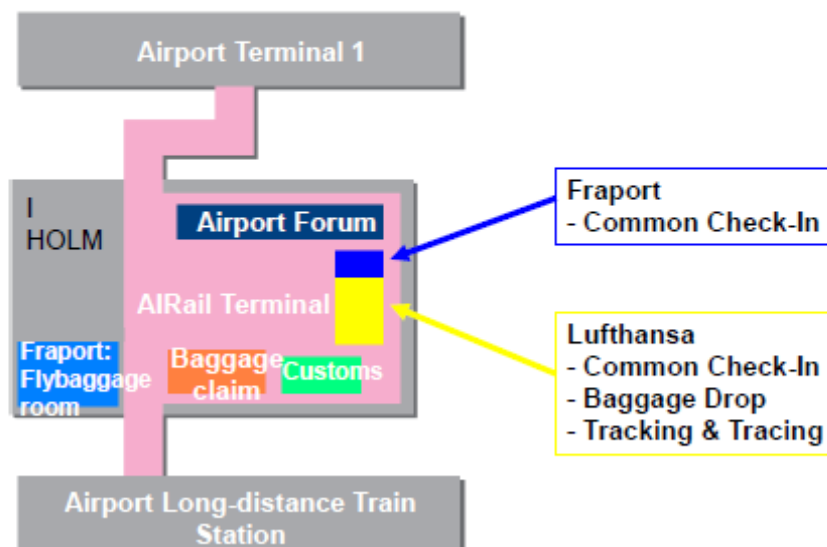 Airport Terminal 1
I
HOLM
Airport Forum
AIRail Terminal
Fraport:
Flybaggage
room
Baggage
claim
Customs
Fraport
- Common Check-In
Lufthansa
- Common Check-In
- Baggage Drop
- Tracking & Tracing
Airport Long-distance Train
Station